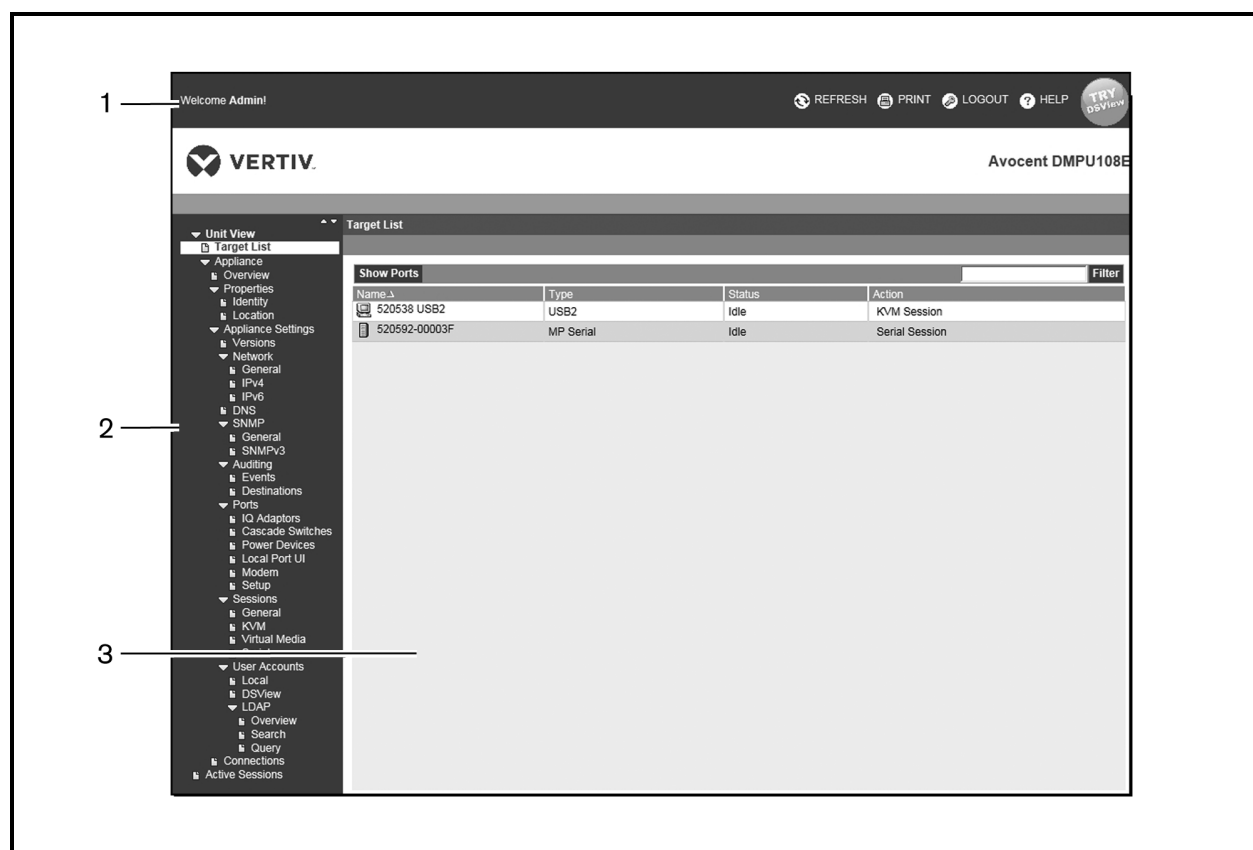 1
Welcome Admin!
REFRESH PRINT LOGOUT HELP
TRY
DSView
VERTIV.
Avocent DMPU108E
Unit View
Target List
Appliance
Overview
Properties
Identity
Location
Appliance Settings
Versions
Network
General
IPv4
IPv6
DNS
2
SNMP
General
SNMPv3
Auditing
Events
Destinations
Ports
IQ Adaptors
Cascade Switches
Power Devices
Local Port UI
Modem
Setup
Sessions
General
KVM
Virtual Media
3
User Accounts
Local
DSView
LDAP
Overview
Search
Query
Connections
Active Sessions
Target List
Show Ports
Filter
Name Type Status Action
520538 USB2 USB2 Idle KVM Session
520592-00003F MP Serial Idle Serial Session